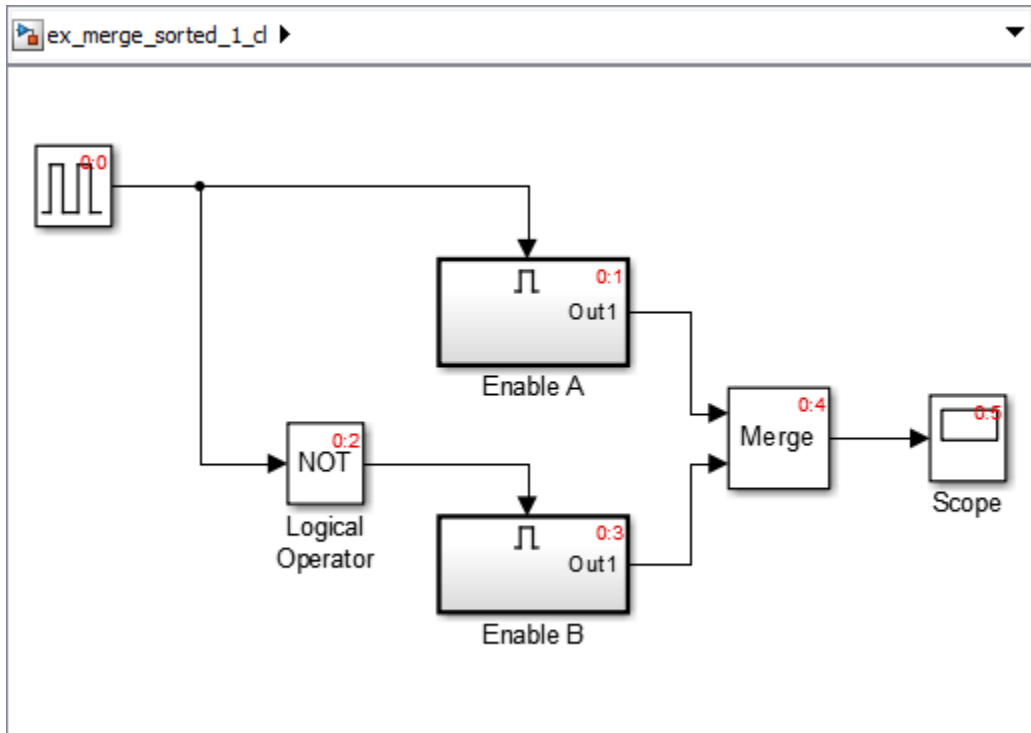 ex_merge_sorted_1_cl
0:0
0:1
Out1
Enable A
0:2
NOT
Logical
Operator
0:3
Out1
Enable B
0:4
Merge
0:5
Scope